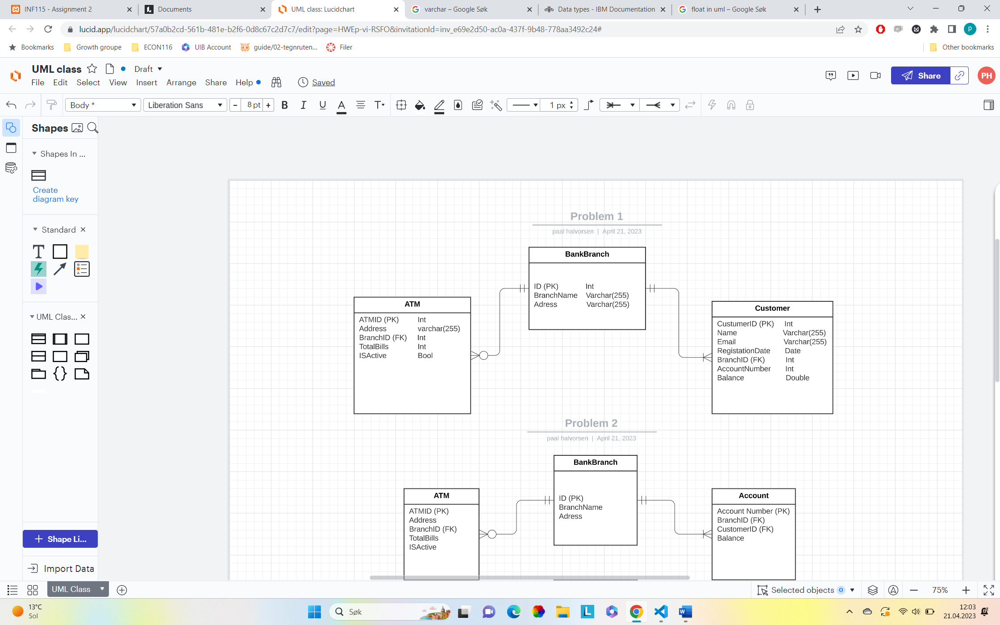 INF115 - Assignment 2
Documents
UML class: Lucidchart
varchar – Google Søk
Data types - IBM Documentation
float in uml – Google Søk
lucid.app/lucidchart/57a0b2cd-561b-481e-b2f6-0d8c67c2d7c7/edit?page=HWEp-vi-RSFO&invitationId=inv_e69e2d50-ac0a-437f-9b48-778aa3492c24#
P
Bookmarks
Growth groupe
ECON116
UIB Account
guide/02-tegnruten...
Filer
Other bookmarks
UML class
Draft
File Edit Select View Insert Arrange Share Help
Saved
Share
PH
Body *
Liberation Sans
- 8 pt +
B I U A T
1 px
Shapes
Shapes In ...
Create
diagram key
Standard
T
UML Clas...
{}
+ Shape Li...
Import Data
Problem 1
paal halvorsen | April 21, 2023
BankBranch
ID (PK) Int
BranchName Varchar(255)
Adress Varchar(255)
ATM
ATMID (PK) Int
Address varchar(255)
BranchID (FK) Int
TotalBills Int
ISActive Bool
Customer
CustumerID (PK) Int
Name Varchar(255)
Email Varchar(255)
RegistationDate Date
BranchID (FK) Int
AccountNumber Int
Balance Double
Problem 2
paal halvorsen | April 21, 2023
BankBranch
ID (PK)
BranchName
Adress
ATM
ATMID (PK)
Address
BranchID (FK)
TotalBills
ISActive
Account
Account Number (PK)
BranchID (FK)
CustomerID (FK)
Balance
UML Class
Selected objects 0
75%
13°C
Sol
Søk
L
W
12:03
21.04.2023